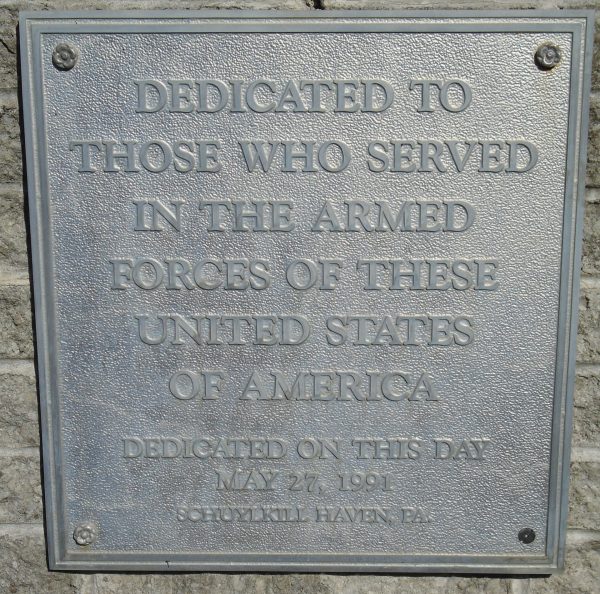 DEDICATED TO
THOSE WHO SERVED
IN THE ARMED
FORCES OF THESE
UNITED STATES
OF AMERICA
DEDICATED ON THIS DAY
MAY 27, 1991
SCHUYLKILL HAVEN, PA.